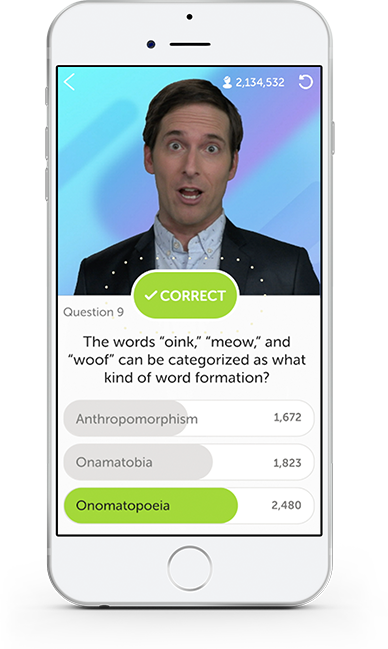 2,134,532
CORRECT
Question 9
The words “oink,” “meow,” and
“woof” can be categorized as what
kind of word formation?
Anthropomorphism 1,672
Onamatobia 1,823
Onomatopoeia 2,480